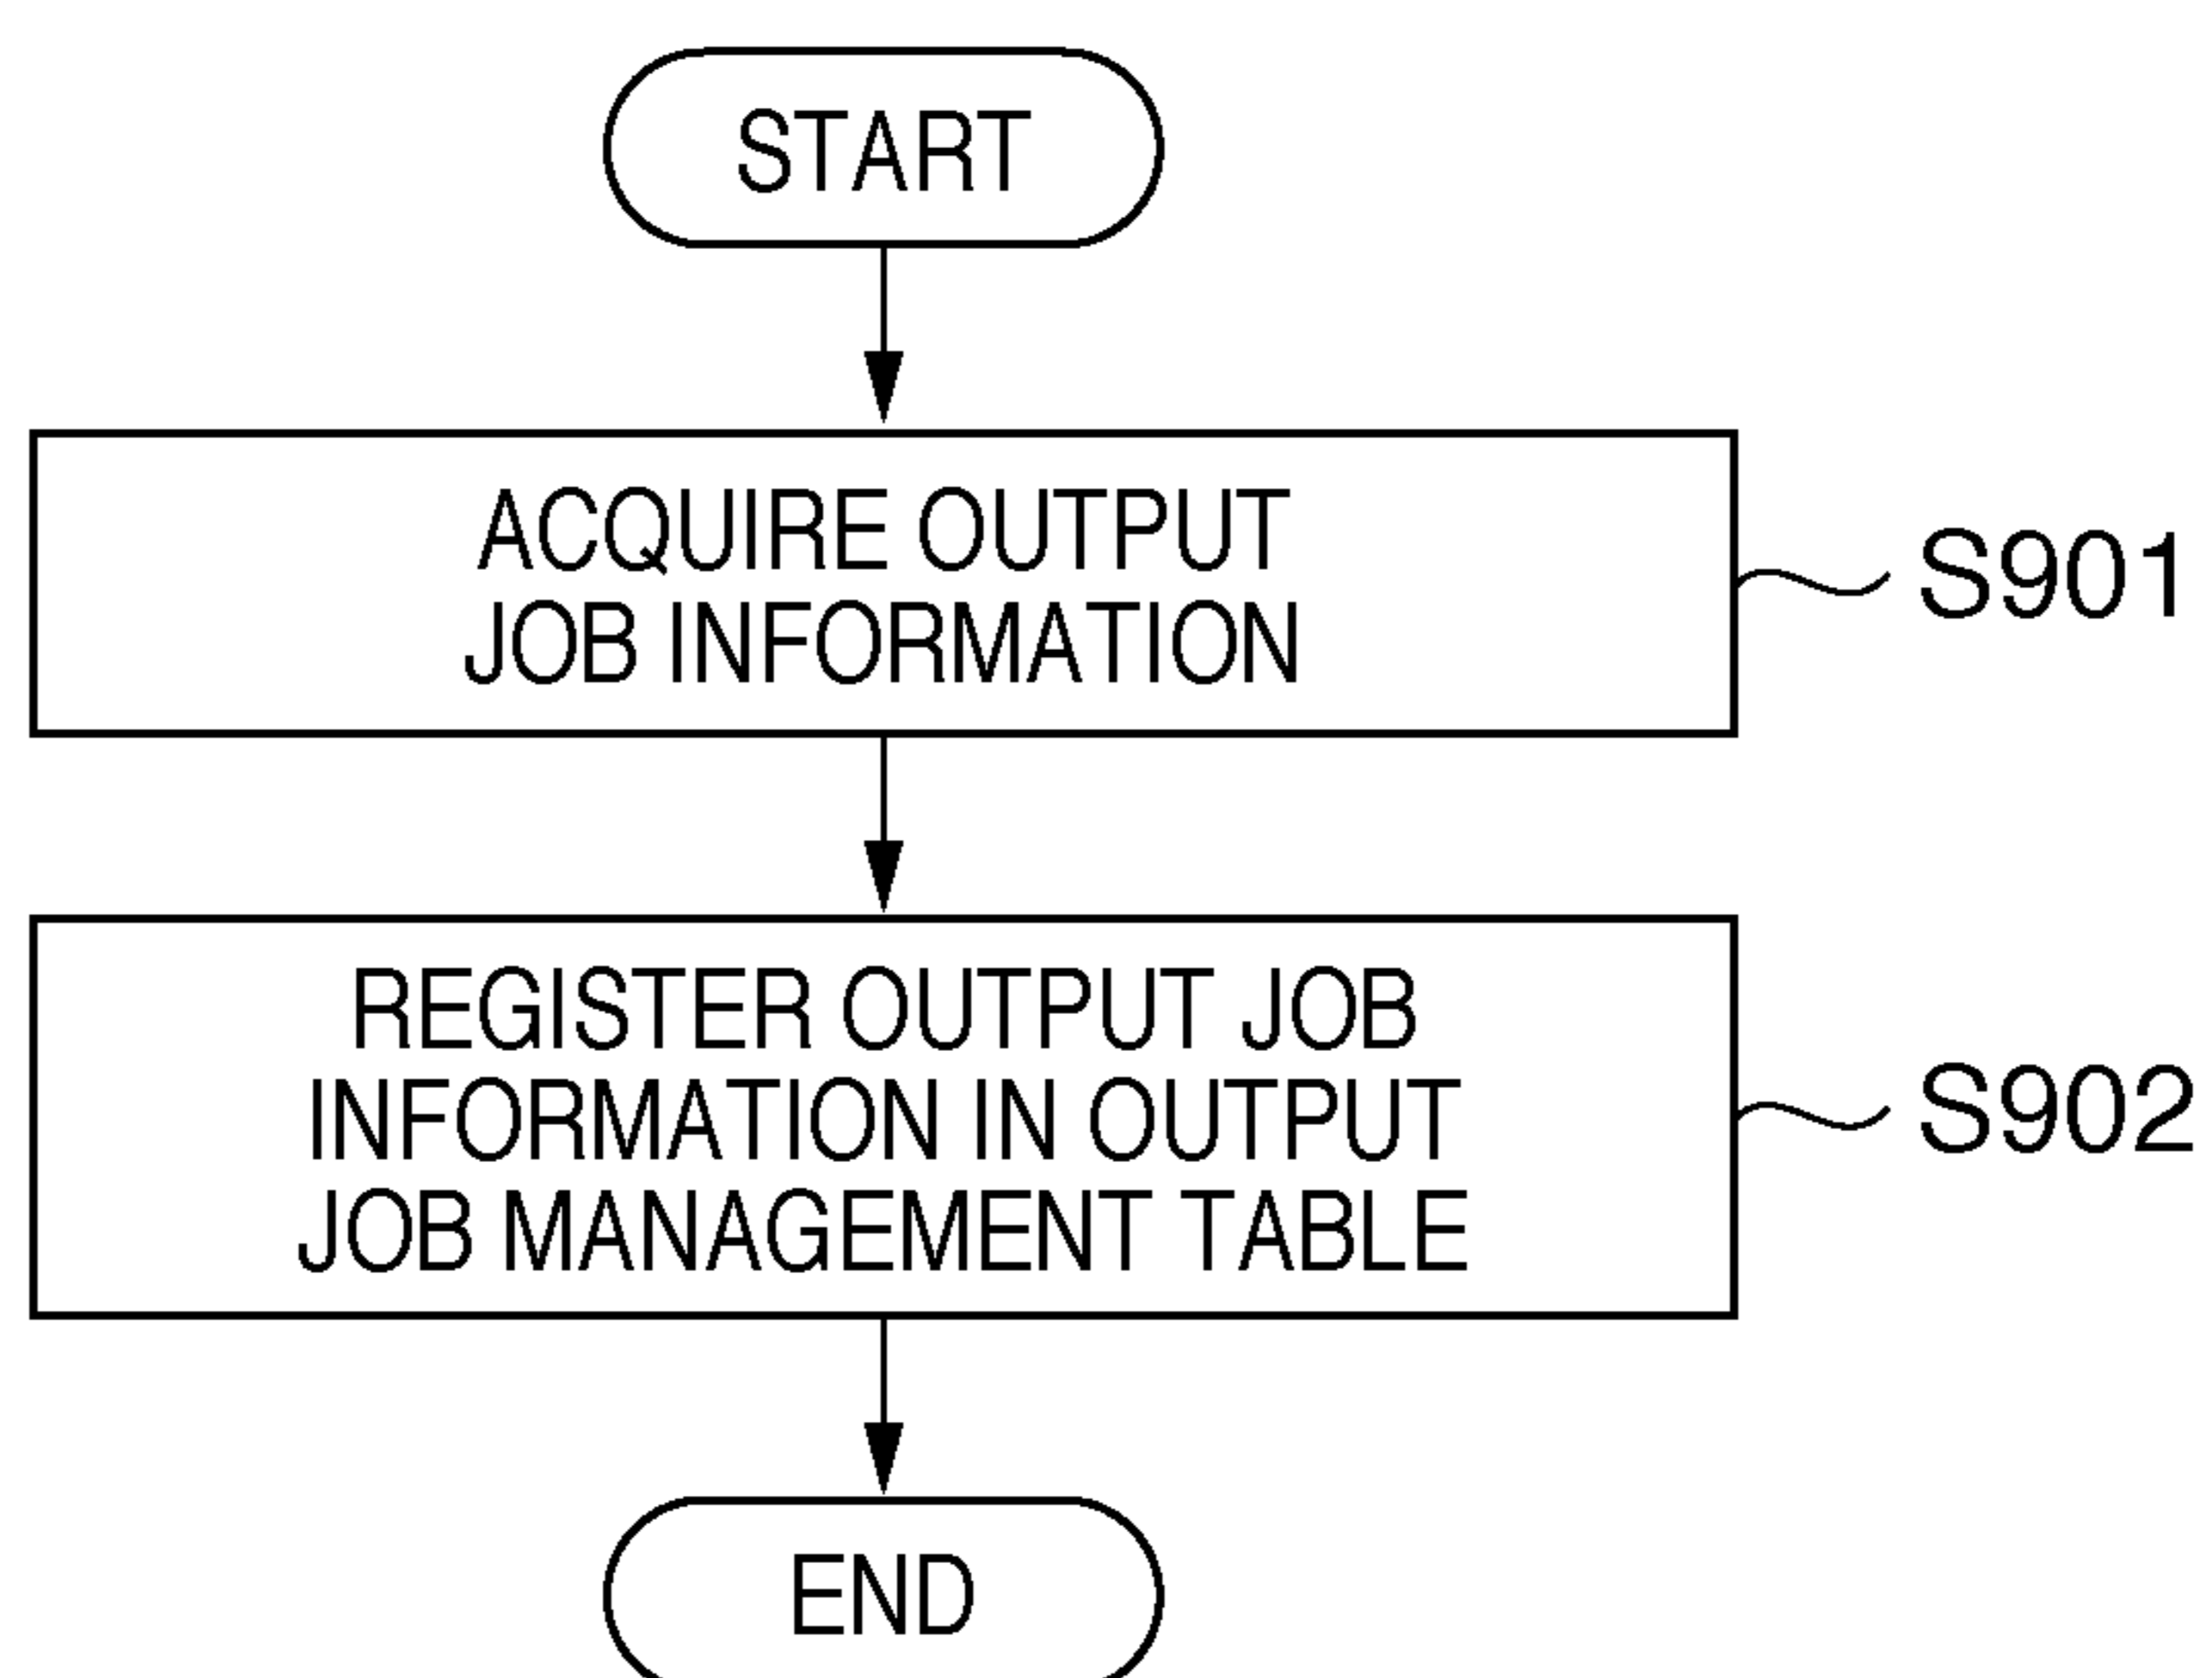 START
ACQUIRE OUTPUT
JOB INFORMATION
S901
REGISTER OUTPUT JOB
INFORMATION IN OUTPUT
JOB MANAGEMENT TABLE
S902
END